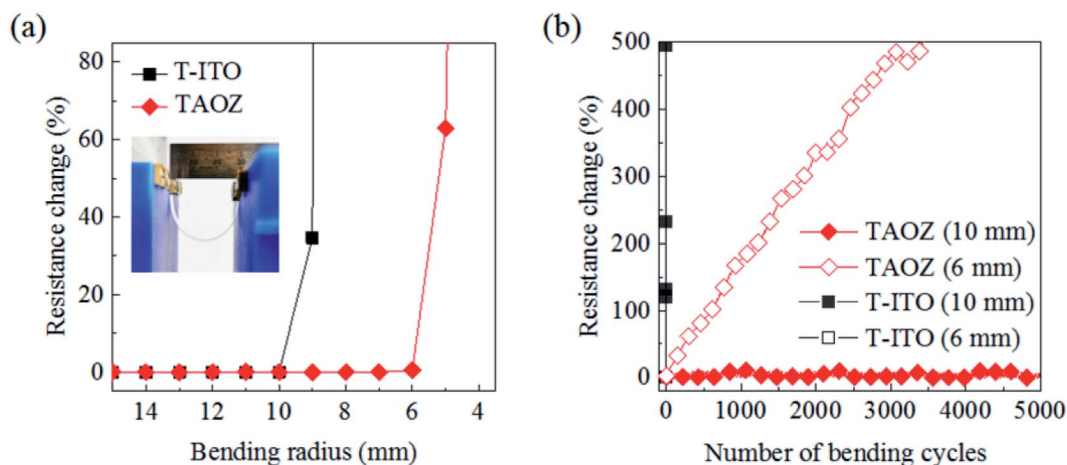 (a)
80
60
40
20
0
14
12
10
8
6
4
Resistance change (%)
Bending radius (mm)
T-ITO
TAOZ
(b)
500
400
300
200
100
0
0
1000
2000
3000
4000
5000
Resistance change (%)
Number of bending cycles
TAOZ (10 mm)
TAOZ (6 mm)
T-ITO (10 mm)
T-ITO (6 mm)